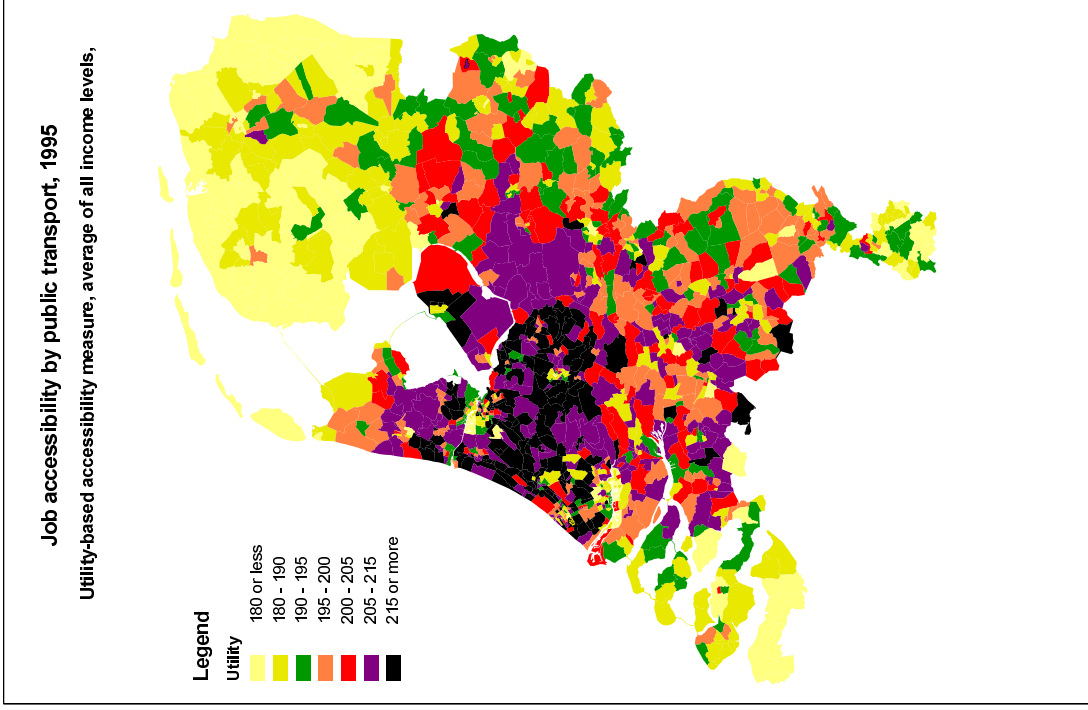 Job accessibility by public transport, 1995
Utility-based accessibility measure, average of all income levels,
Legend
Utility
180 or less
180 - 190
190 - 195
195 - 200
200 - 205
205 - 215
215 or more